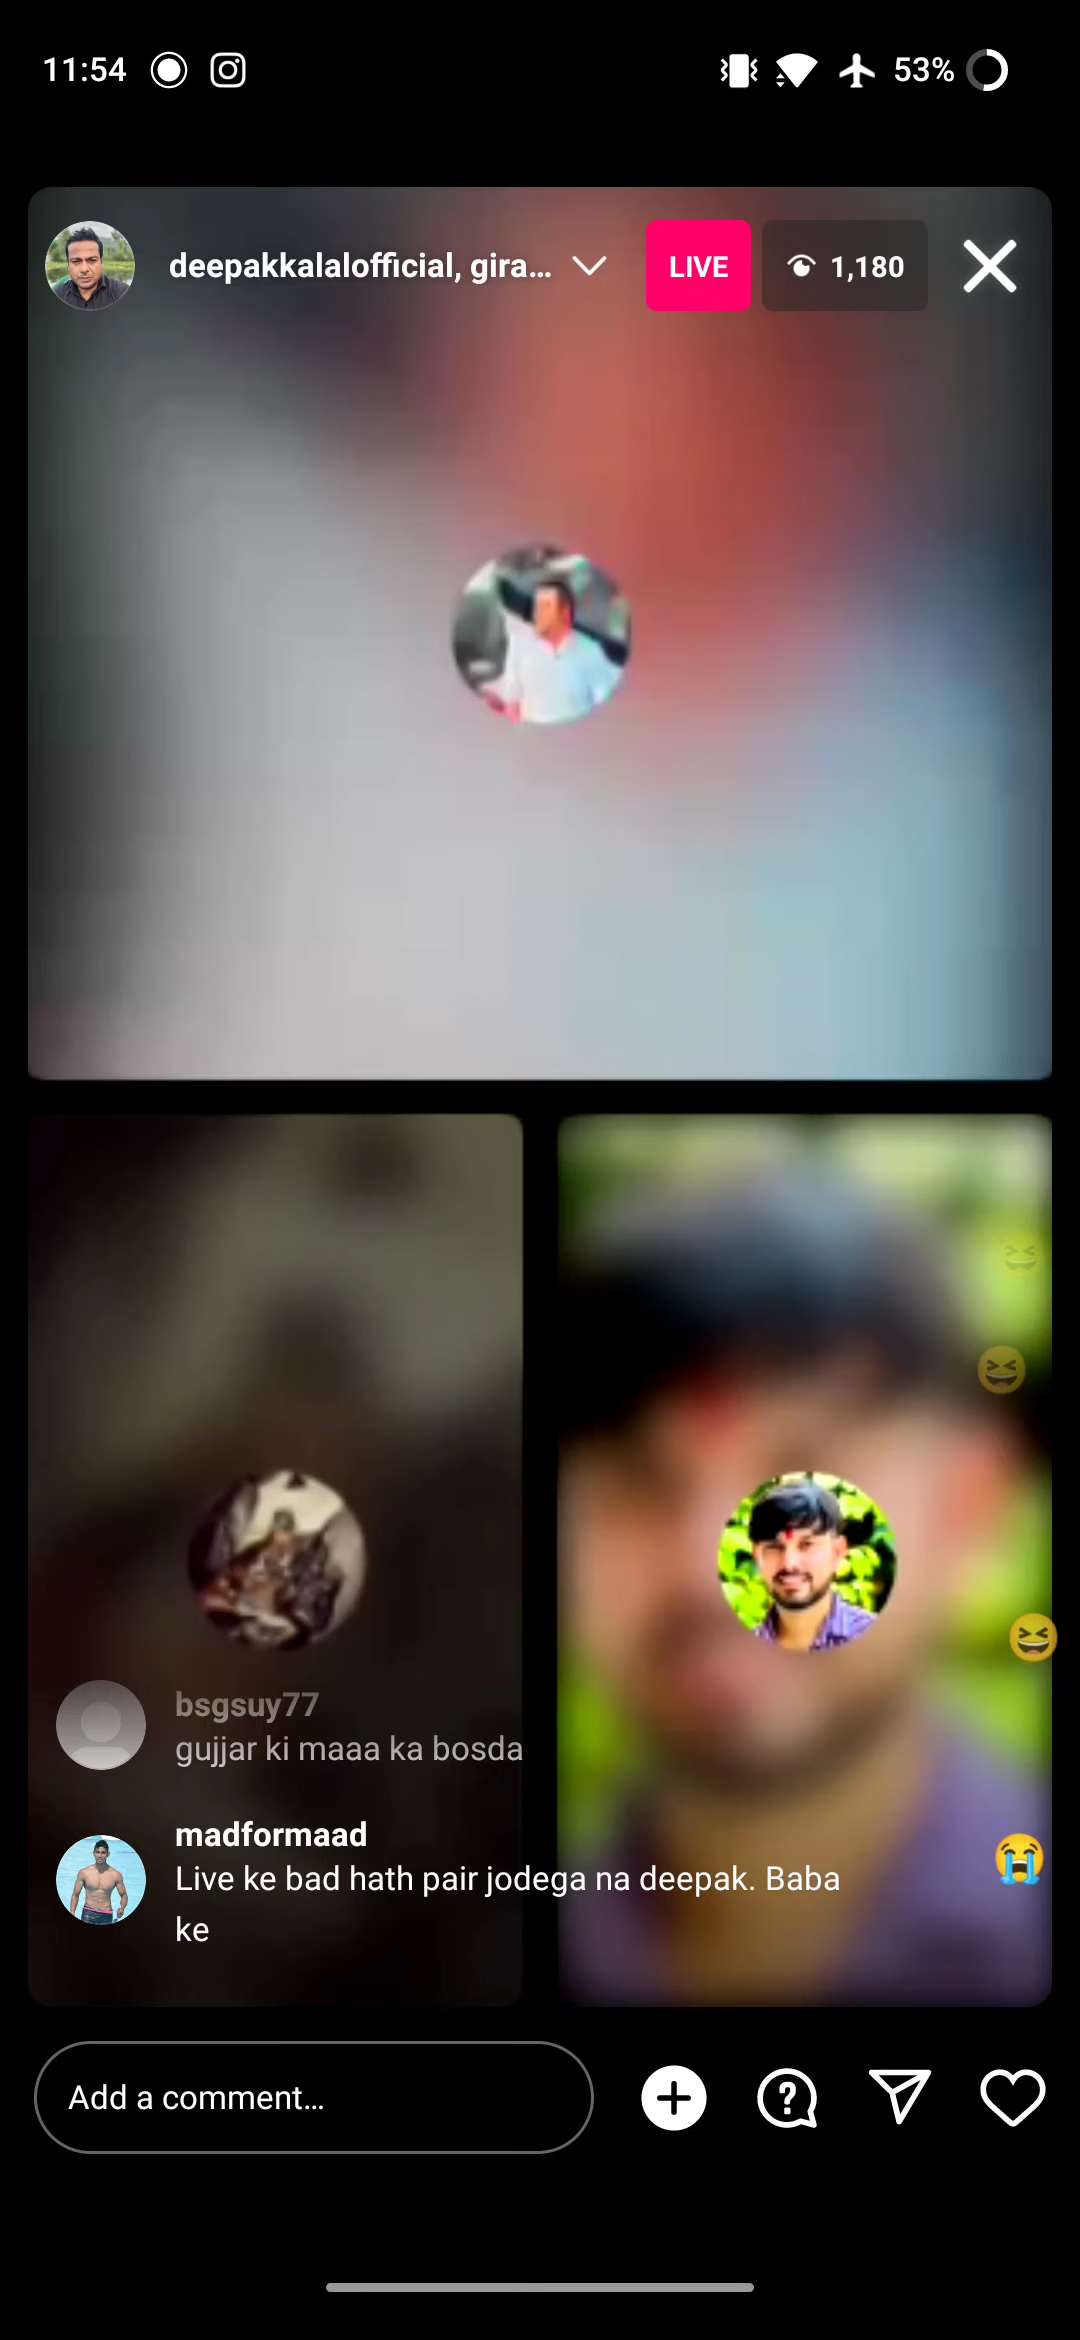 11:54
53%
deepakkalalofficial, gira...
LIVE
1,180
bsgsuy77
gujjar ki maaa ka bosda
madformaad
Live ke bad hath pair jodega na deepak. Baba
ke
Add a comment...